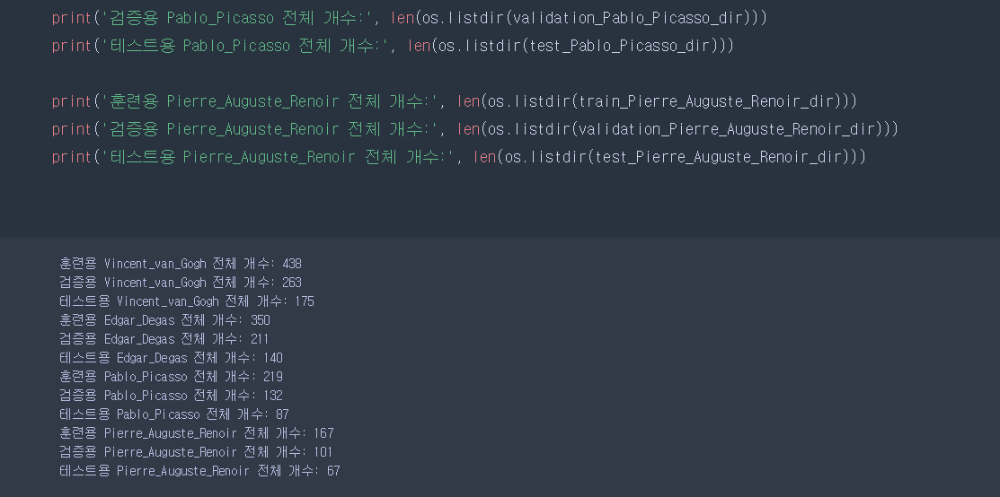 print('검증용 Pablo_Picasso 전체 개수:', len(os.listdir(validation_Pablo_Picasso_dir)))
print('테스트용 Pablo_Picasso 전체 개수:', len(os.listdir(test_Pablo_Picasso_dir)))
print('훈련용 Pierre_Auguste_Renoir 전체 개수:', len(os.listdir(train_Pierre_Auguste_Renoir_dir)))
print('검증용 Pierre_Auguste_Renoir 전체 개수:', len(os.listdir(validation_Pierre_Auguste_Renoir_dir)))
print('테스트용 Pierre_Auguste_Renoir 전체 개수:', len(os.listdir(test_Pierre_Auguste_Renoir_dir)))
훈련용 Vincent_van_Gogh 전체 개수: 438
검증용 Vincent_van_Gogh 전체 개수: 263
테스트용 Vincent_van_Gogh 전체 개수: 175
훈련용 Edgar_Degas 전체 개수: 350
검증용 Edgar_Degas 전체 개수: 211
테스트용 Edgar_Degas 전체 개수: 140
훈련용 Pablo_Picasso 전체 개수: 219
검증용 Pablo_Picasso 전체 개수: 132
테스트용 Pablo_Picasso 전체 개수: 87
훈련용 Pierre_Auguste_Renoir 전체 개수: 167
검증용 Pierre_Auguste_Renoir 전체 개수: 101
테스트용 Pierre_Auguste_Renoir 전체 개수: 67